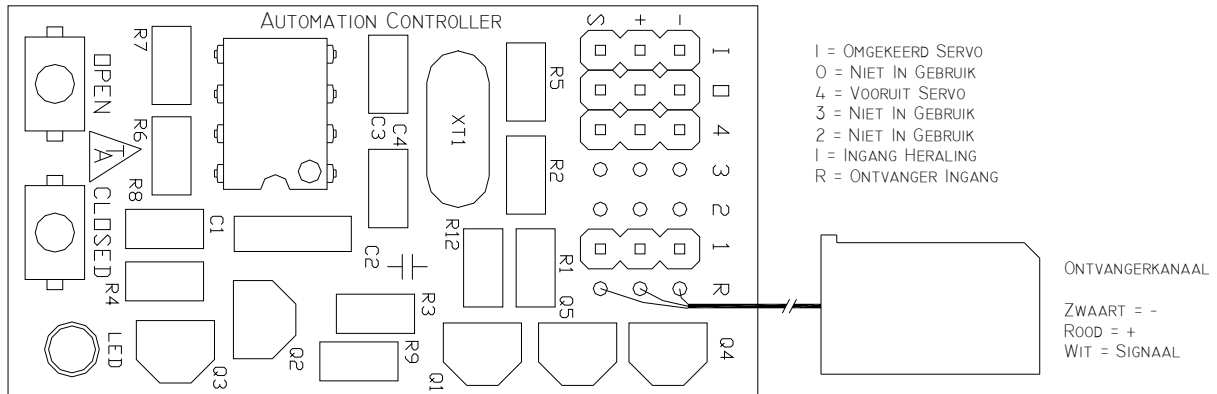 AUTOMATION CONTROLLER
S + -
OPEN
R7
R6
TA
R8
CLOSED
R4
LED
C1
C3
C4
C2
XT1
R5
R2
R12
R1
R3
R9
Q3
Q2
Q1
Q5
Q4
I
O
4
3
2
1
R
I = OMGEKEERD SERVO
O = NIET IN GEBRUIK
4 = VOORUIT SERVO
3 = NIET IN GEBRUIK
2 = NIET IN GEBRUIK
I = INGANG HERALING
R = ONTVANGER INGANG
ONTVANGERKANAAL
ZWAART = -
ROOD = +
WIT = SIGNAAL